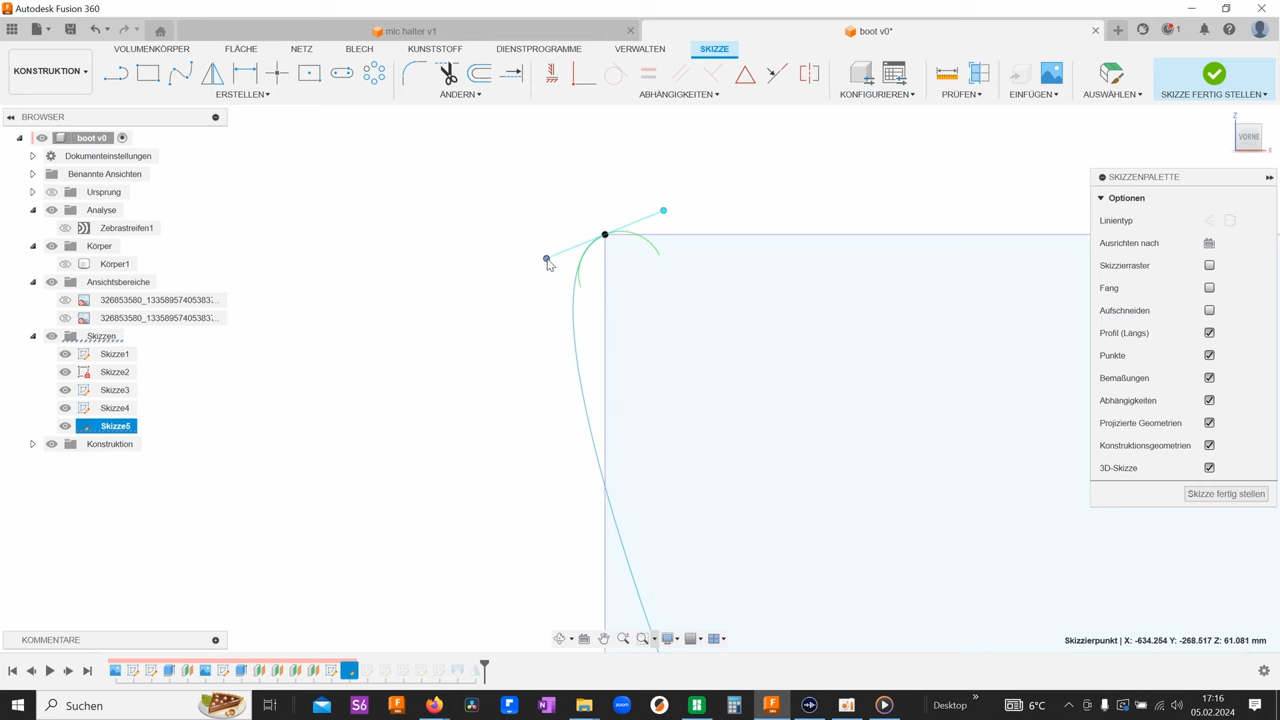 Autodesk Fusion 360
mic halter v1
boot v0*
1
VOLUMENKÖRPER FLÄCHE NETZ BLECH KUNSTSTOFF DIENSTPROGRAMME VERWALTEN SKIZZE
KONSTRUKTION
ERSTELLEN ÄNDERN ABHÄNGIGKEITEN KONFIGURIEREN PRÜFEN EINFÜGEN AUSWÄHLEN SKIZZE FERTIG STELLEN
BROWSER
boot v0
Dokumenteinstellungen
Benannte Ansichten
Ursprung
Analyse
Zebrastreifen1
Körper
Körper1
Ansichtsbereiche
326853580_13358957405383?...
326853580_13358957405383?...
Skizzen
Skizze1
Skizze2
Skizze3
Skizze4
Skizze5
Konstruktion
Z
VORNE
X
SKIZZENPALETTE
Optionen
Linientyp
Ausrichten nach
Skizzierraster
Fang
Aufschneiden
Profil (Längs)
Punkte
Bemaßungen
Abhängigkeiten
Projizierte Geometrien
Konstruktionsgeometrien
3D-Skizze
Skizze fertig stellen
KOMMENTARE
Skizzierpunkt | X: -634.254 Y: -268.517 Z: 61.081 mm
Suchen
Desktop
6°C
17:16
05.02.2024